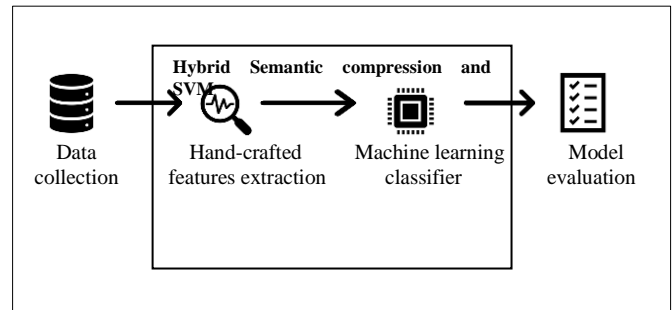 Hybrid Semantic compression and
SVM
Data
collection
Hand-crafted
features extraction
Machine learning
classifier
Model
evaluation